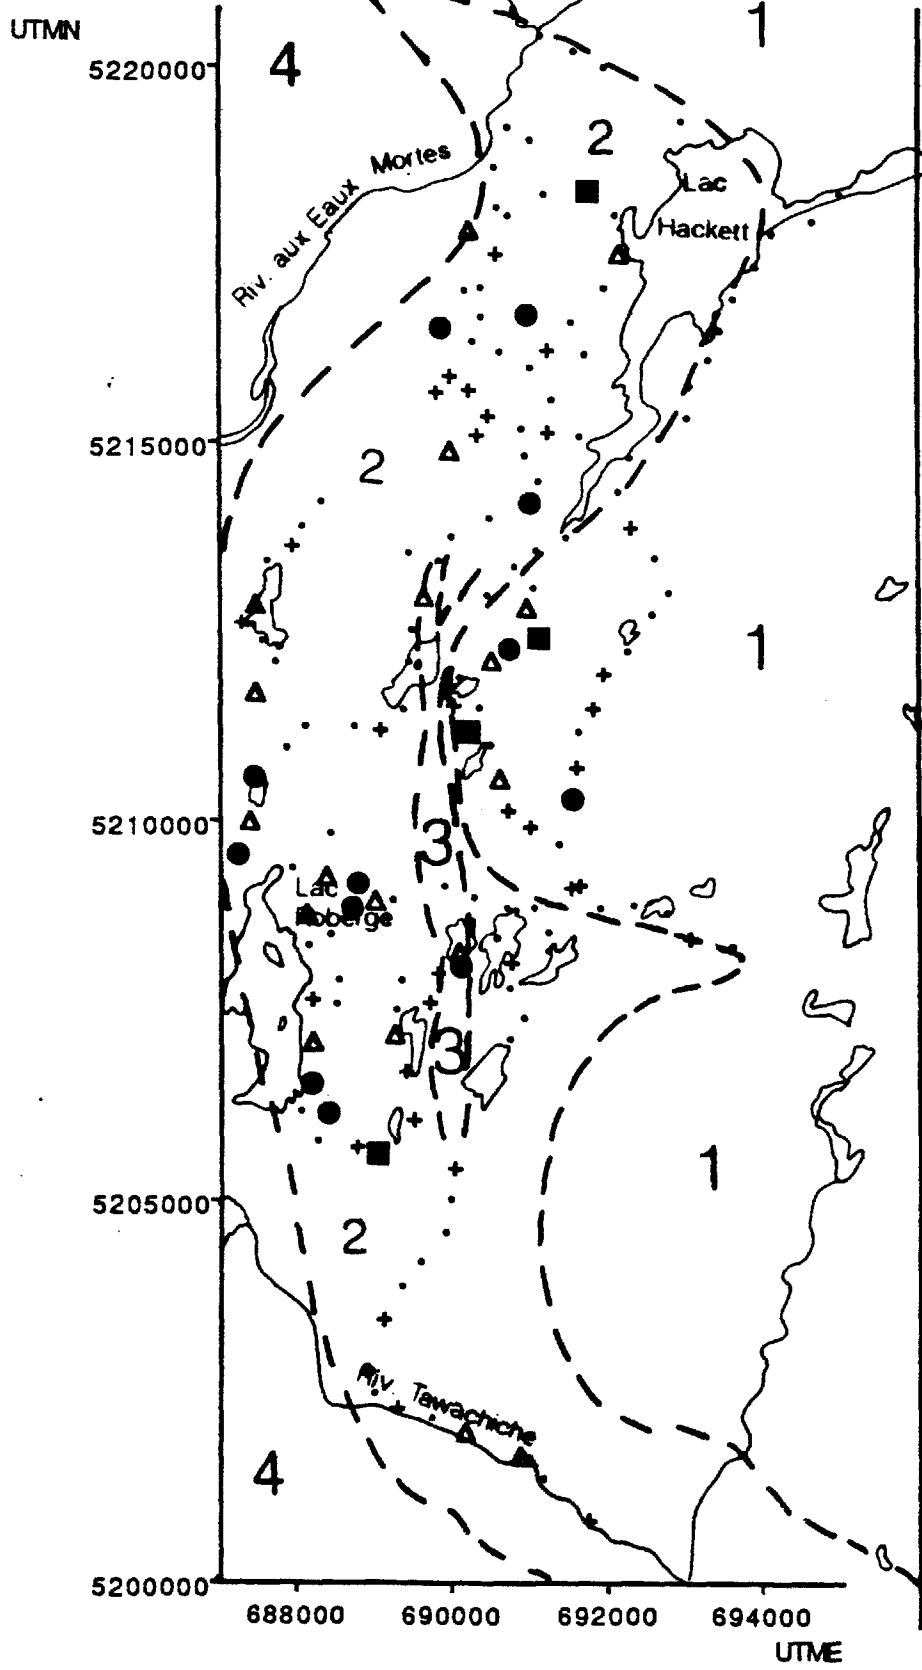 UTMN
1
5220000
4
2
Riv. aux Eaux Mortes
Lac
Hackett
5215000
2
1
5210000
3
Lac
Roberge
3
1
5205000
2
Riv. Tawachiche
4
5200000
688000 690000 692000 694000
UTME